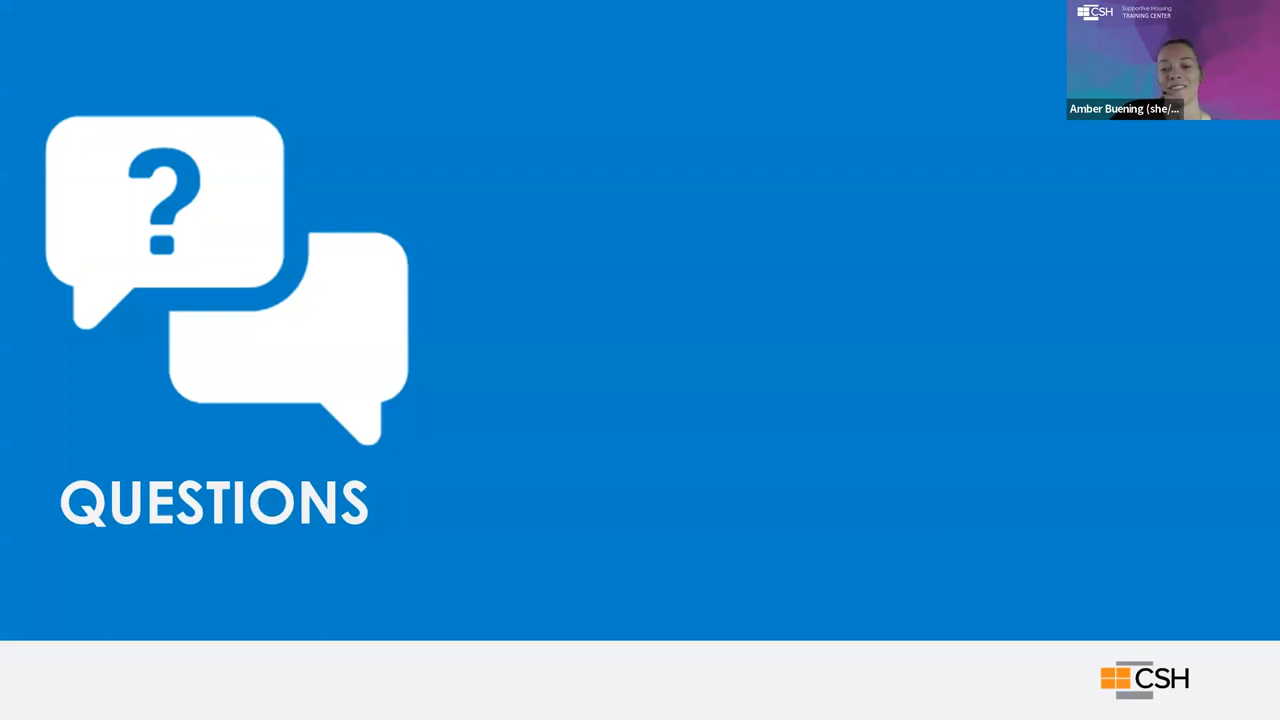 CSH
Supportive Housing
TRAINING CENTER
Amber Buening (she/...
?
QUESTIONS
CSH